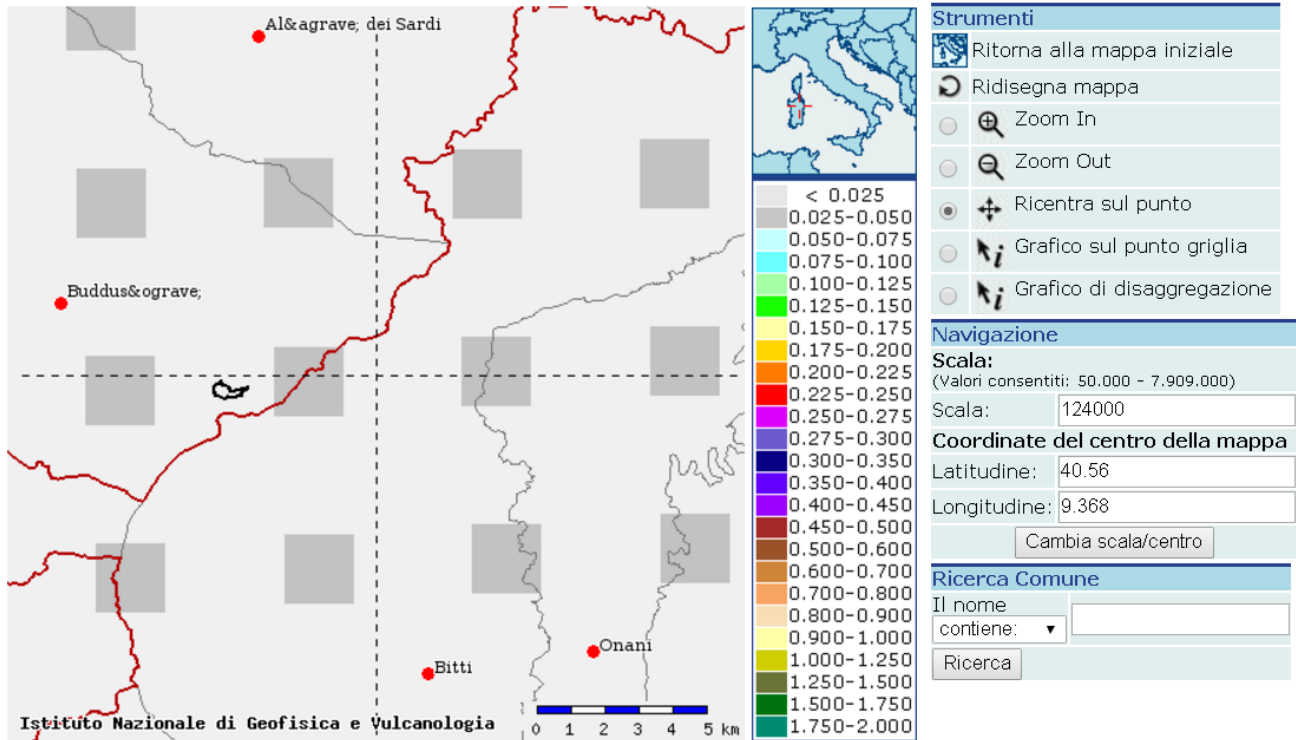 Al&agrave; dei Sardi
Buddus&ograve;
Bitti
Onani
Istituto Nazionale di Geofisica e Vulcanologia
0 1 2 3 4 5 km
< 0.025
0.025-0.050
0.050-0.075
0.075-0.100
0.100-0.125
0.125-0.150
0.150-0.175
0.175-0.200
0.200-0.225
0.225-0.250
0.250-0.275
0.275-0.300
0.300-0.350
0.350-0.400
0.400-0.450
0.450-0.500
0.500-0.600
0.600-0.700
0.700-0.800
0.800-0.900
0.900-1.000
1.000-1.250
1.250-1.500
1.500-1.750
1.750-2.000
Strumenti
Ritorna alla mappa iniziale
Ridisegna mappa
Zoom In
Zoom Out
Ricentra sul punto
Grafico sul punto griglia
Grafico di disaggregazione
Navigazione
Scala:
(Valori consentiti: 50.000 - 7.909.000)
Scala: 124000
Coordinate del centro della mappa
Latitudine: 40.56
Longitudine: 9.368
Cambia scala/centro
Ricerca Comune
Il nome
contiene:
Ricerca